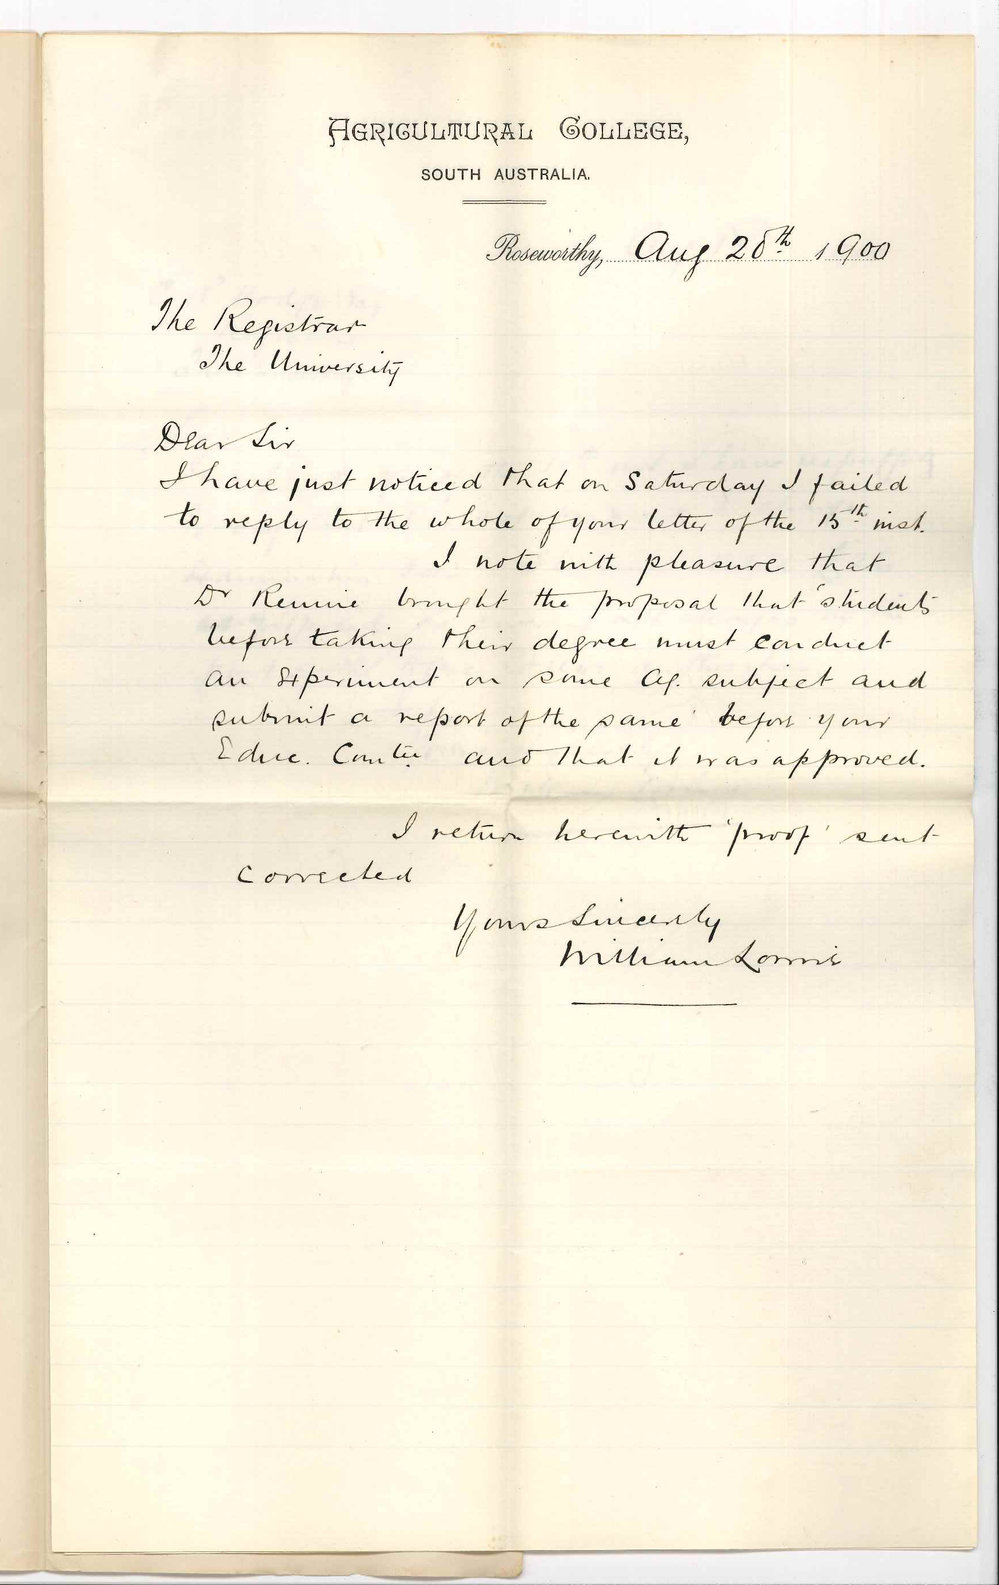 AGRICULTURAL COLLEGE,
SOUTH AUSTRALIA.
Roseworthy, Aug 20th 1900
The Registrar
The University
Dear Sir
I have just noticed that on Saturday I failed
to reply to the whole of your letter of the 15th inst.
I note with pleasure that
Dr Rennie brought the proposal that "students
before taking their degree must conduct
an experiment on some Ag. subject and
submit a report of the same" before your
Educ. Comtee and that it was approved.
I return herewith 'proof' sent
corrected
Yours Sincerely
William Lowrie